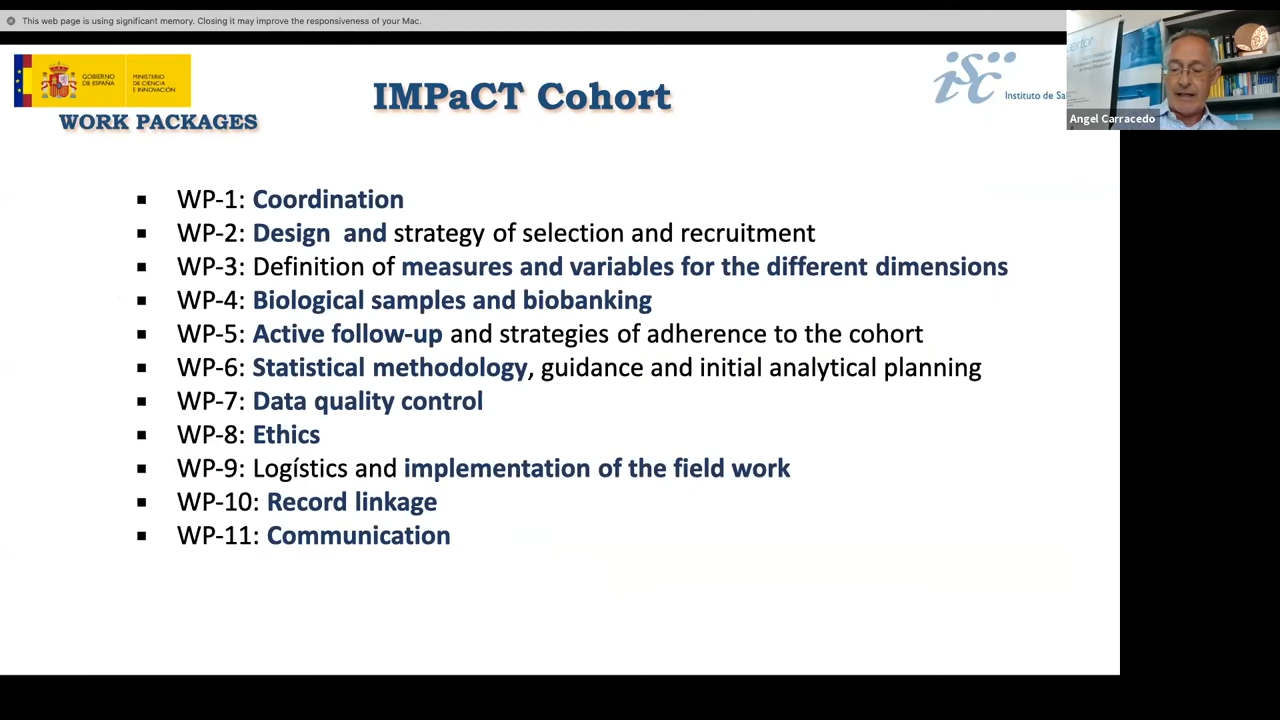 This web page is using significant memory. Closing it may improve the responsiveness of your Mac.
GOBIERNO
DE ESPAÑA
MINISTERIO
DE CIENCIA
E INNOVACIÓN
WORK PACKAGES
IMPaCT Cohort
isc
Instituto de Sa
Angel Carracedo
▪ WP-1: Coordination
▪ WP-2: Design and strategy of selection and recruitment
▪ WP-3: Definition of measures and variables for the different dimensions
▪ WP-4: Biological samples and biobanking
▪ WP-5: Active follow-up and strategies of adherence to the cohort
▪ WP-6: Statistical methodology, guidance and initial analytical planning
▪ WP-7: Data quality control
▪ WP-8: Ethics
▪ WP-9: Logístics and implementation of the field work
▪ WP-10: Record linkage
▪ WP-11: Communication